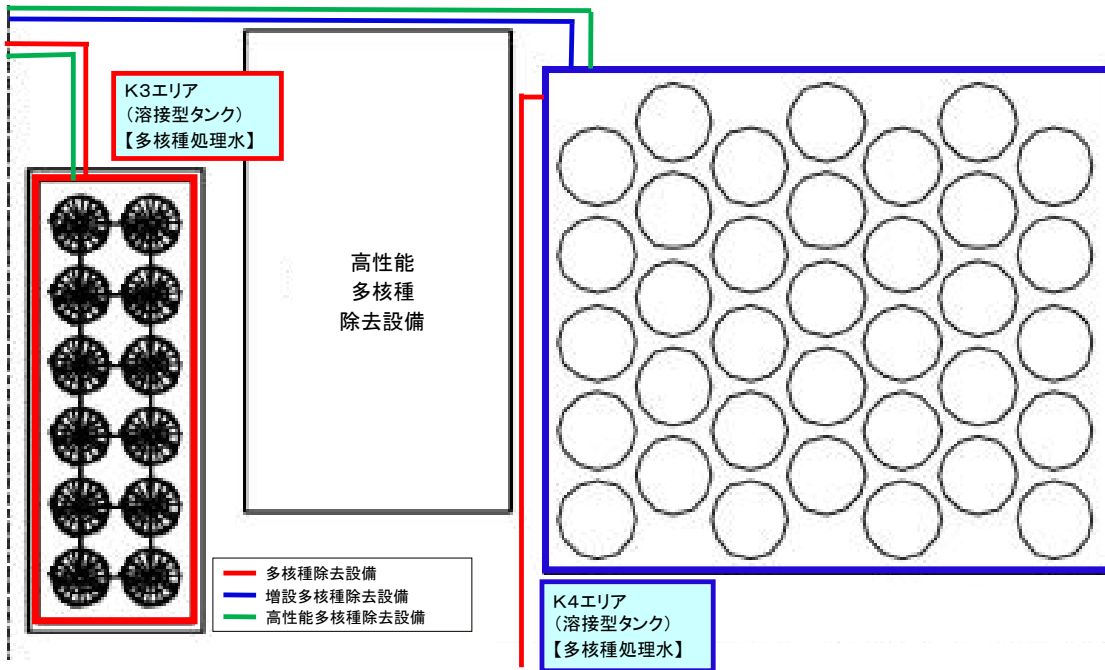 K3エリア
(溶接型タンク)
【多核種処理水】
高性能
多核種
除去設備
多核種除去設備
増設多核種除去設備
高性能多核種除去設備
K4エリア
(溶接型タンク)
【多核種処理水】